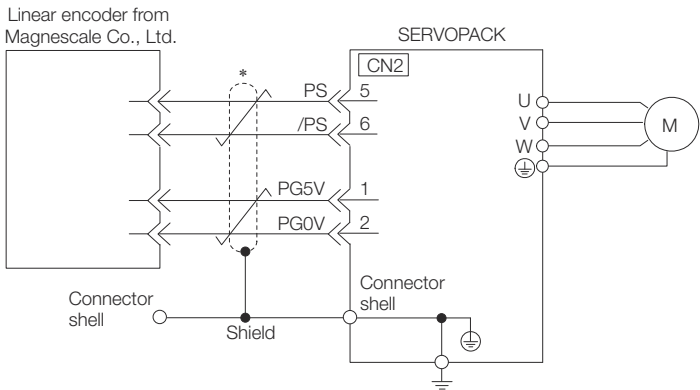 Linear encoder from
Magnescale Co., Ltd.
SERVOPACK
CN2
*
PS
5
/PS
6
PG5V
1
PG0V
2
U
V
W
M
Connector
shell
Shield
Connector
shell